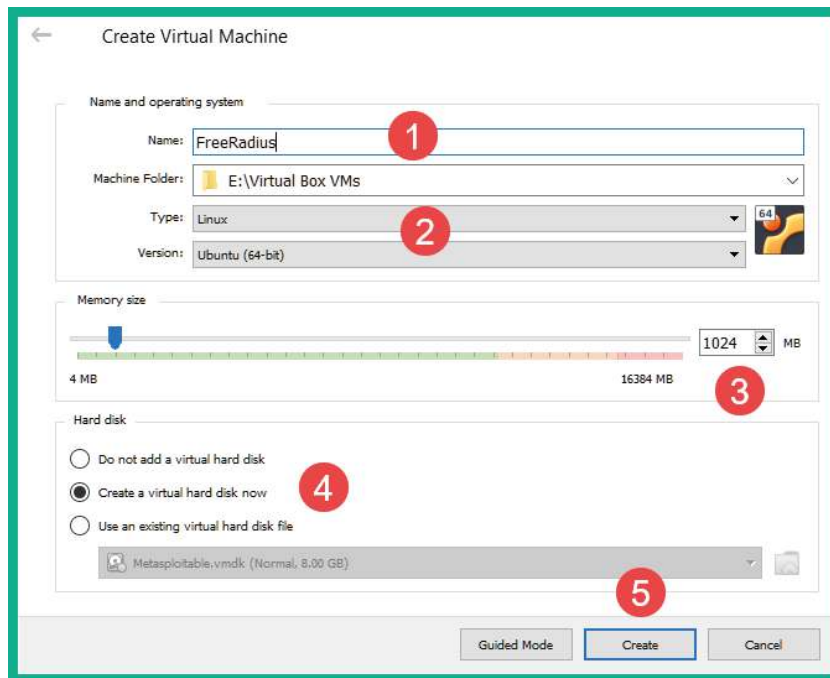 Create Virtual Machine
Name and operating system
Name: FreeRadius 1
Machine Folder: E:\Virtual Box VMs
Type: Linux 64
2
Version: Ubuntu (64-bit)
Memory size
1024 MB
4 MB 16384 MB
3
Hard disk
Do not add a virtual hard disk
Create a virtual hard disk now 4
Use an existing virtual hard disk file
Metasploitable.vmdk (Normal, 8.00 GB)
5
Guided Mode Create Cancel